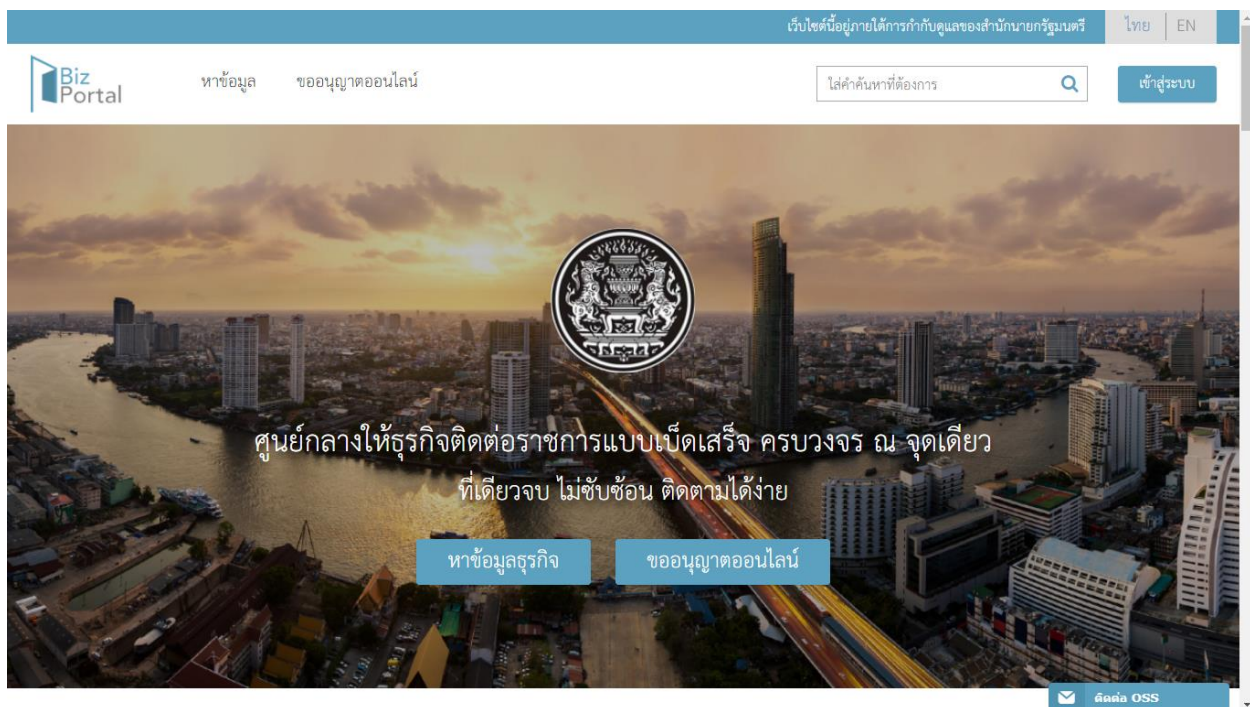 เว็บไซต์นี้อยู่ภายใต้การกำกับดูแลของสำนักนายกรัฐมนตรี ไทย EN
Biz
Portal
หาข้อมูล ขออนุญาตออนไลน์ ใส่คำค้นหาที่ต้องการ เข้าสู่ระบบ
ศูนย์กลางให้ธุรกิจติดต่อราชการแบบเบ็ดเสร็จ ครบวงจร ณ จุดเดียว
ที่เดียวจบ ไม่ซับซ้อน ติดตามได้ง่าย
หาข้อมูลธุรกิจ ขออนุญาตออนไลน์
ติดต่อ OSS